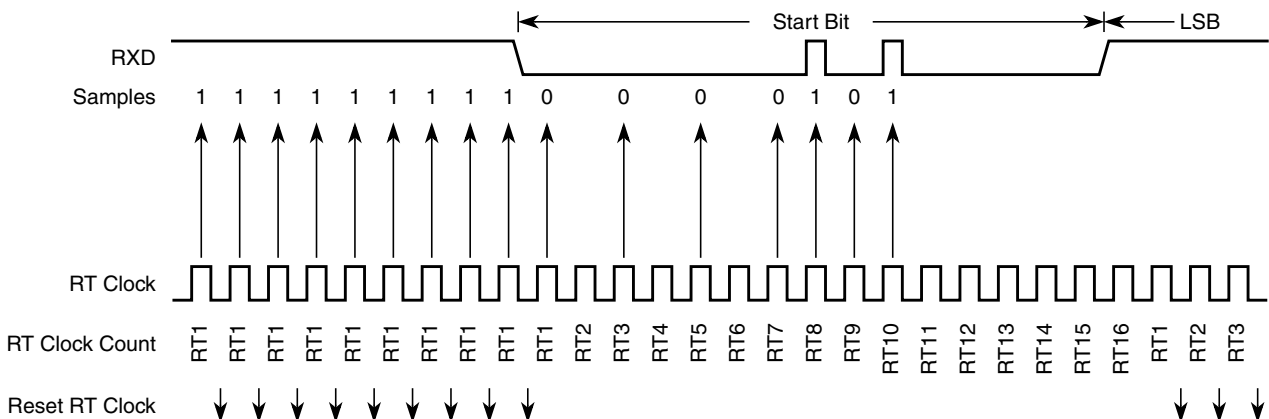 Start Bit LSB
RXD
Samples 1 1 1 1 1 1 1 1 1 0 0 0 0 1 0 1
RT Clock
RT Clock Count RT1 RT1 RT1 RT1 RT1 RT1 RT1 RT1 RT1 RT1 RT2 RT3 RT4 RT5 RT6 RT7 RT8 RT9 RT10 RT11 RT12 RT13 RT14 RT15 RT16 RT1 RT2 RT3
Reset RT Clock